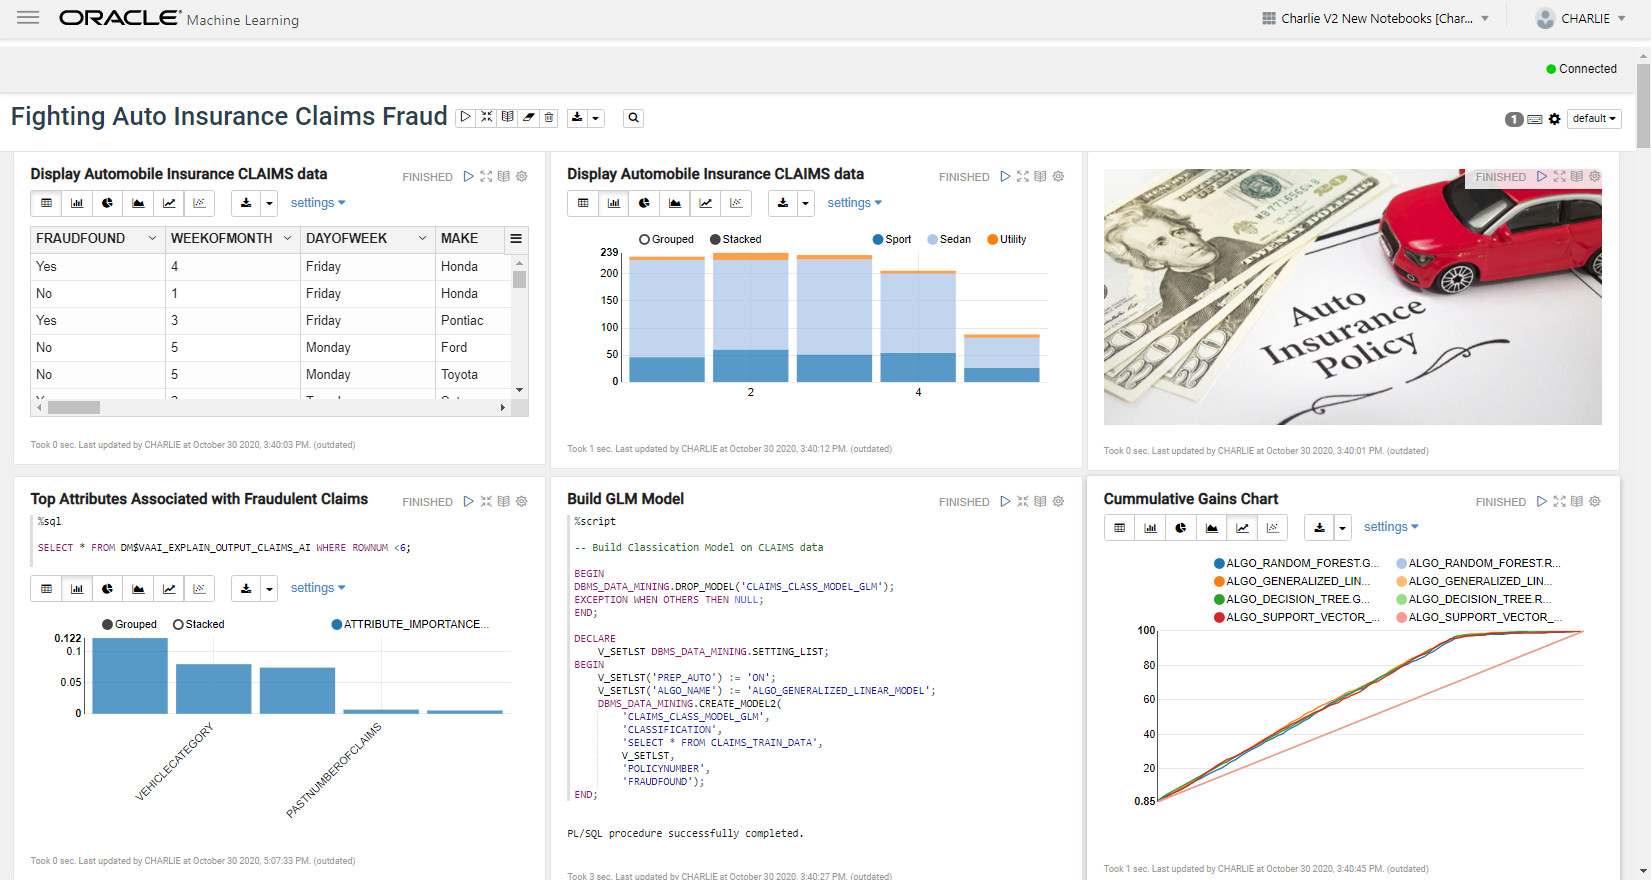 ORACLE® Machine Learning
Charlie V2 New Notebooks [Char...
CHARLIE
Connected
Fighting Auto Insurance Claims Fraud
1
default
Display Automobile Insurance CLAIMS data
FINISHED
settings
FRAUDFOUND WEEKOFMONTH DAYOFWEEK MAKE
Yes 4 Friday Honda
No 1 Friday Honda
Yes 3 Friday Pontiac
No 5 Monday Ford
No 5 Monday Toyota
Took 0 sec. Last updated by CHARLIE at October 30 2020, 3:40:03 PM. (outdated)
Display Automobile Insurance CLAIMS data
FINISHED
settings
Grouped Stacked Sport Sedan Utility
239
200
150
100
50
0
2 4
Took 1 sec. Last updated by CHARLIE at October 30 2020, 3:40:12 PM. (outdated)
FINISHED
20
Auto
Insurance
Policy
Took 0 sec. Last updated by CHARLIE at October 30 2020, 3:40:01 PM. (outdated)
Top Attributes Associated with Fraudulent Claims
FINISHED
%sql
SELECT * FROM DM$VAAI_EXPLAIN_OUTPUT_CLAIMS_AI WHERE ROWNUM <6;
settings
Grouped Stacked ATTRIBUTE_IMPORTANCE...
0.122
0.1
0.05
0
VEHICLECATEGORY
PASTNUMBEROFCLAIMS
Took 0 sec. Last updated by CHARLIE at October 30 2020, 5:07:33 PM. (outdated)
Build GLM Model
FINISHED
%script
-- Build Classication Model on CLAIMS data
BEGIN
DBMS_DATA_MINING.DROP_MODEL('CLAIMS_CLASS_MODEL_GLM');
EXCEPTION WHEN OTHERS THEN NULL;
END;
DECLARE
V_SETLST DBMS_DATA_MINING.SETTING_LIST;
BEGIN
V_SETLST('PREP_AUTO') := 'ON';
V_SETLST('ALGO_NAME') := 'ALGO_GENERALIZED_LINEAR_MODEL';
DBMS_DATA_MINING.CREATE_MODEL2(
'CLAIMS_CLASS_MODEL_GLM',
'CLASSIFICATION',
'SELECT * FROM CLAIMS_TRAIN_DATA',
V_SETLST,
'POLICYNUMBER',
'FRAUDFOUND');
END;
PL/SQL procedure successfully completed.
Took 3 sec. Last updated by CHARLIE at October 30 2020, 3:40:27 PM. (outdated)
Cummulative Gains Chart
FINISHED
settings
ALGO_RANDOM_FOREST.G... ALGO_RANDOM_FOREST.R...
ALGO_GENERALIZED_LIN... ALGO_GENERALIZED_LIN...
ALGO_DECISION_TREE.G... ALGO_DECISION_TREE.R...
ALGO_SUPPORT_VECTOR_... ALGO_SUPPORT_VECTOR_...
100
80
60
40
20
0.85
Took 1 sec. Last updated by CHARLIE at October 30 2020, 3:40:45 PM. (outdated)